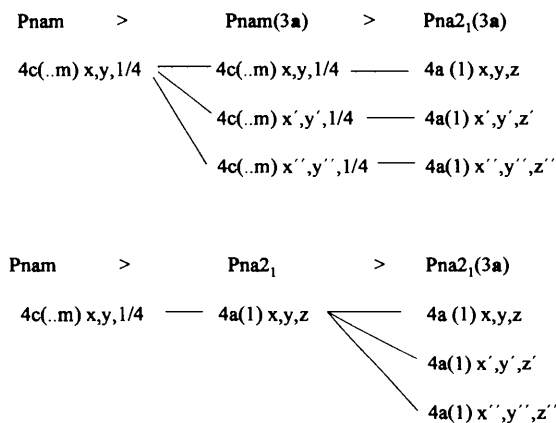 Pnam > Pnam(3a) > Pna2₁(3a)
4c(..m) x,y,1/4 4c(..m) x,y,1/4 4a (1) x,y,z
4c(..m) x´,y´,1/4 4a(1) x´,y´,z´
4c(..m) x´´,y´´,1/4 4a(1) x´´,y´´,z´´
Pnam > Pna2₁ > Pna2₁(3a)
4c(..m) x,y,1/4 4a(1) x,y,z 4a (1) x,y,z
4a(1) x´,y´,z´
4a(1) x´´,y´´,z´´